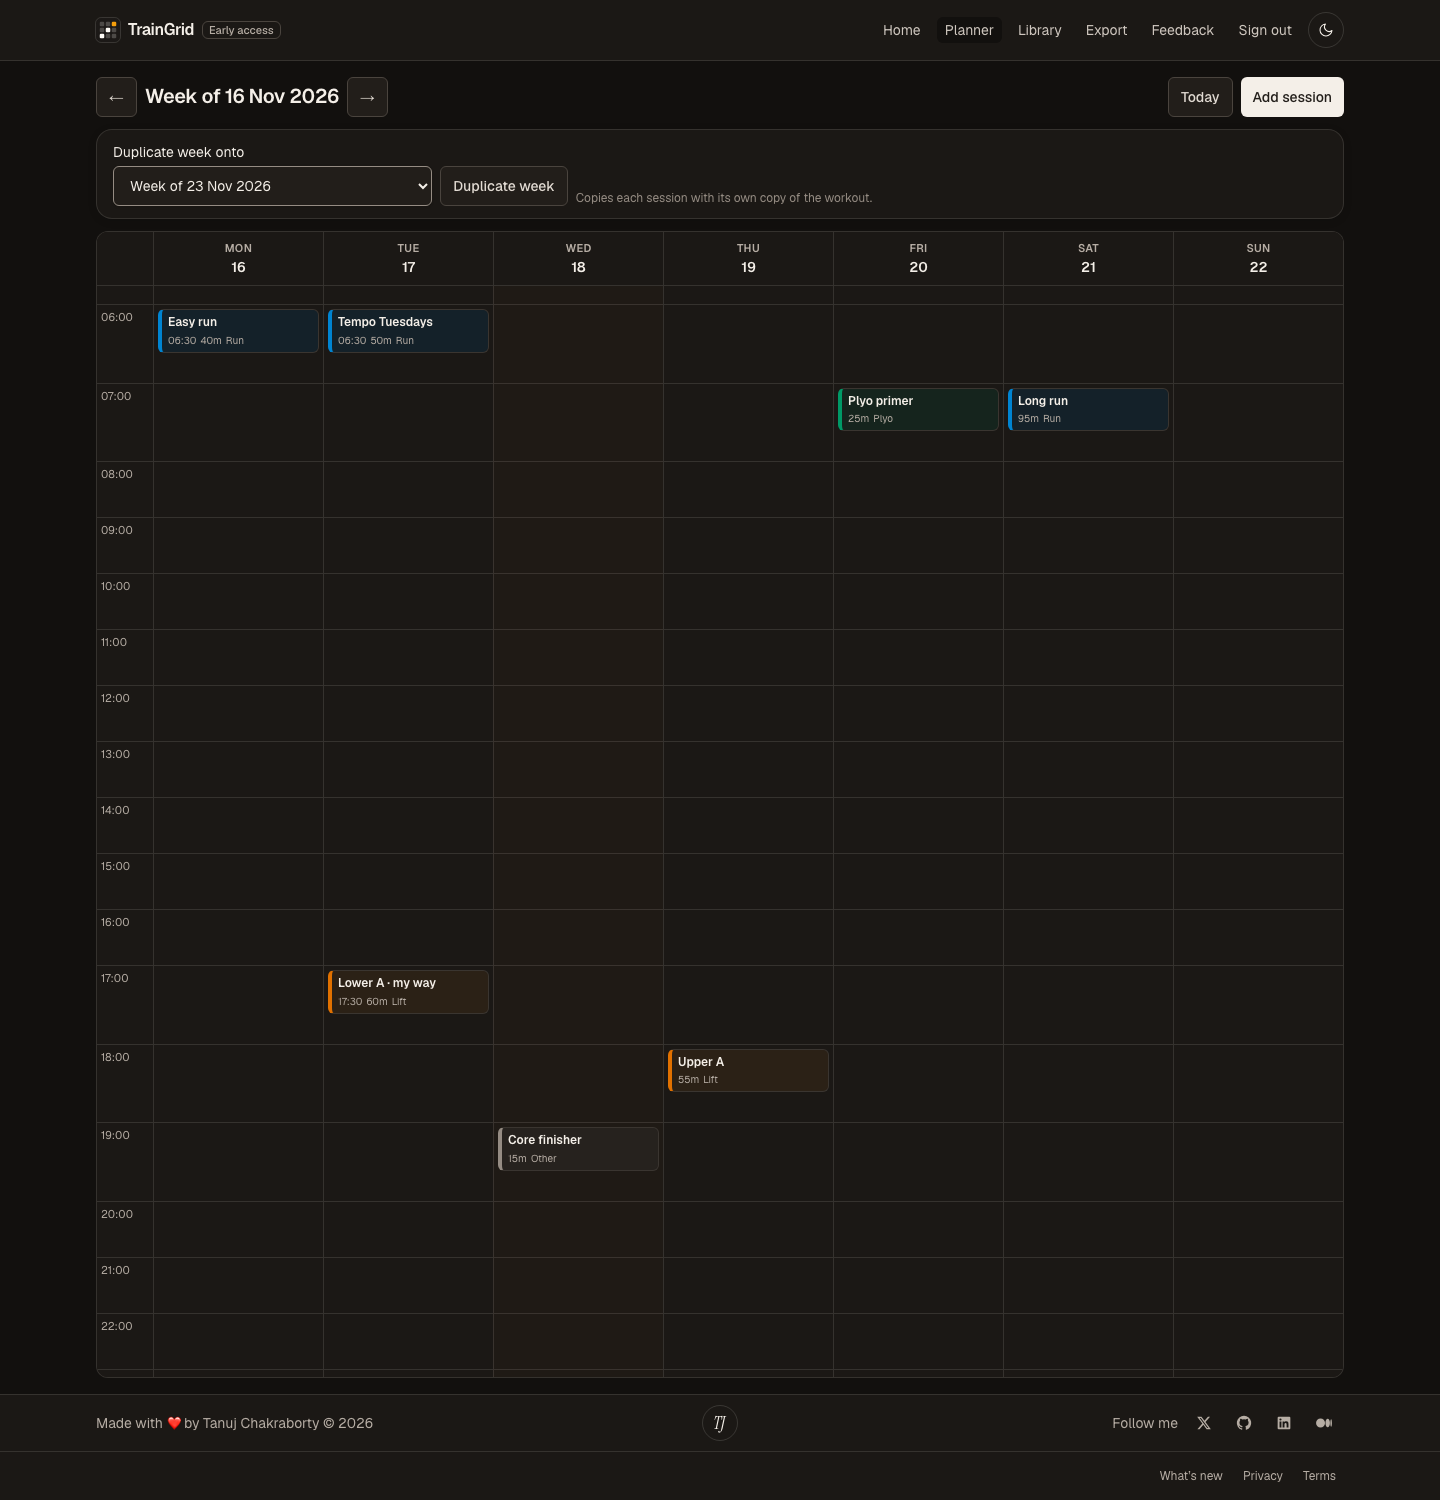 TrainGrid Early access Home Planner Library Export Feedback Sign out
← Week of 16 Nov 2026 → Today Add session
Duplicate week onto
Week of 23 Nov 2026 Duplicate week Copies each session with its own copy of the workout.
MON TUE WED THU FRI SAT SUN
16 17 18 19 20 21 22
06:00 Easy run Tempo Tuesdays
06:30 40m Run 06:30 50m Run
07:00 Plyo primer Long run
25m Plyo 95m Run
08:00
09:00
10:00
11:00
12:00
13:00
14:00
15:00
16:00
17:00 Lower A · my way
17:30 60m Lift
18:00 Upper A
55m Lift
19:00 Core finisher
15m Other
20:00
21:00
22:00
Made with ❤️ by Tanuj Chakraborty © 2026 TJ Follow me
What's new Privacy Terms